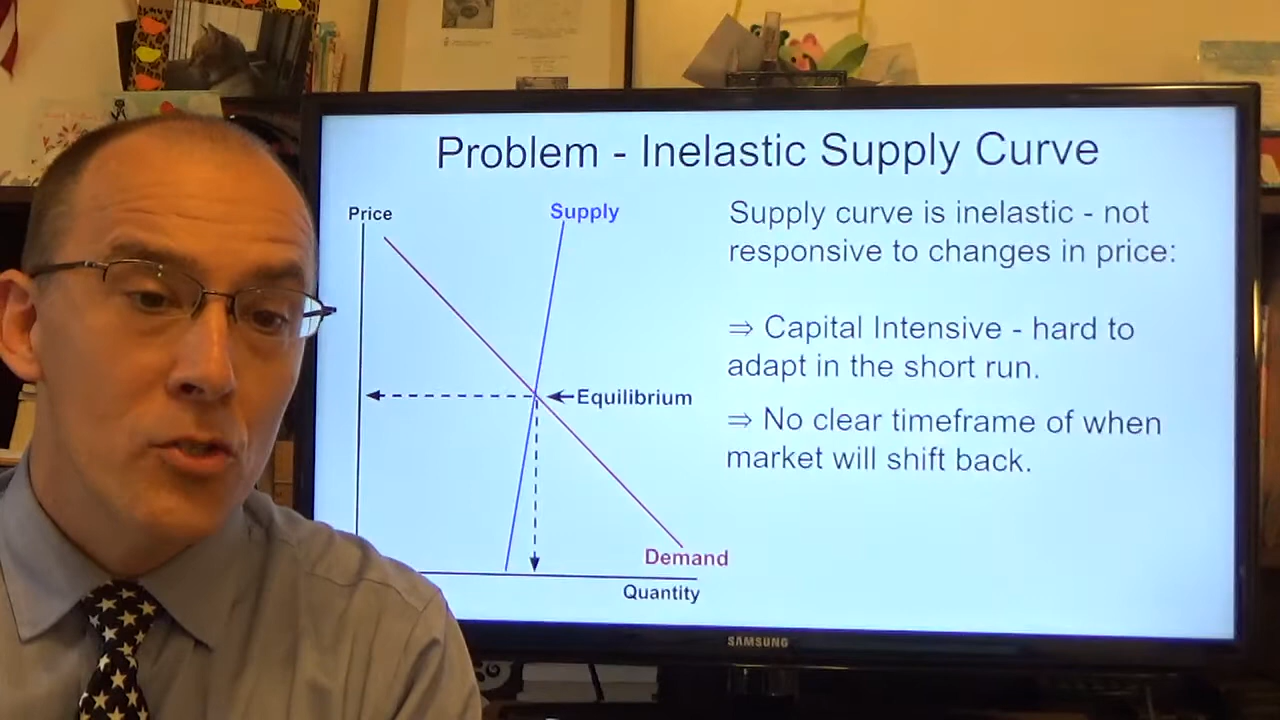 Problem - Inelastic Supply Curve
Price
Supply
Equilibrium
Demand
Quantity
Supply curve is inelastic - not
responsive to changes in price:
⇒ Capital Intensive - hard to
adapt in the short run.
⇒ No clear timeframe of when
market will shift back.
SAMSUNG